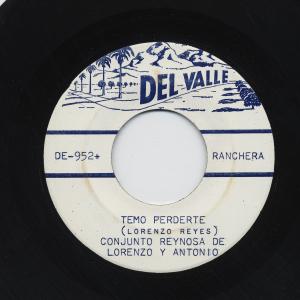 DEL VALLE
DE-952+ RANCHERA
TEMO PERDERTE
(LORENZO REYES)
CONJUNTO REYNOSA DE
LORENZO Y ANTONIO